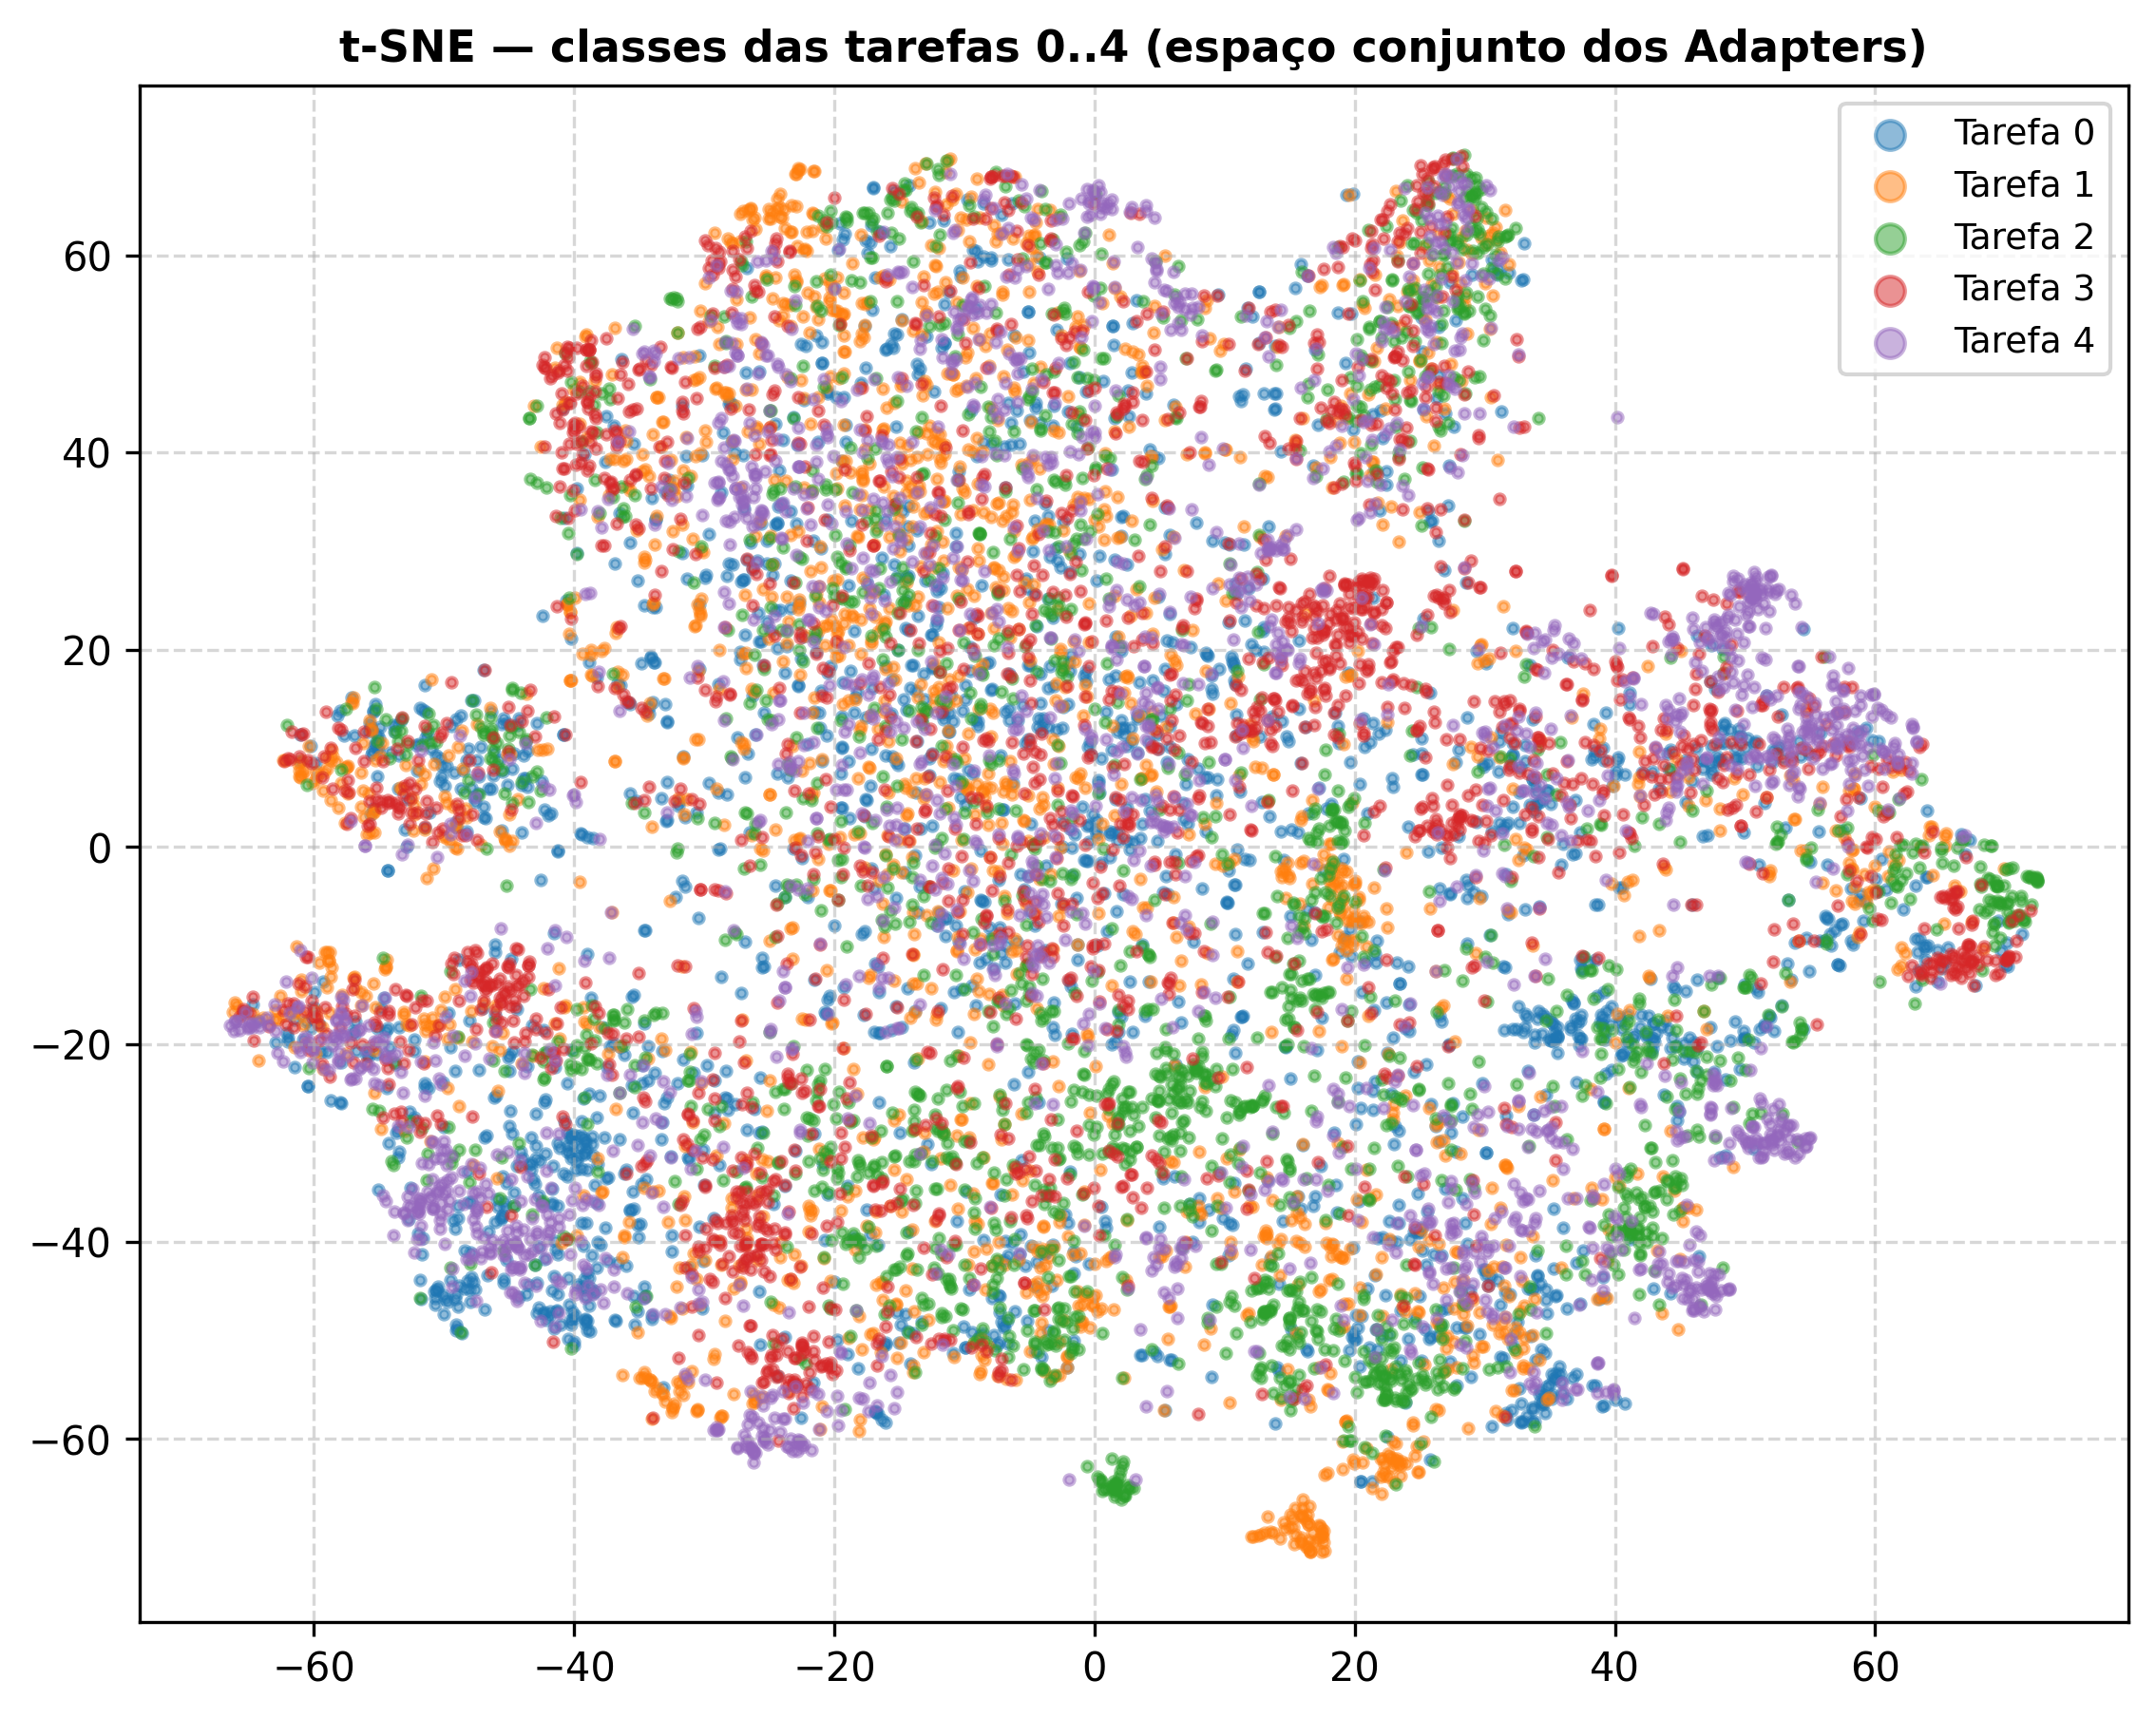 t-SNE — classes das tarefas 0..4 (espaço conjunto dos Adapters)
Tarefa 0
Tarefa 1
Tarefa 2
Tarefa 3
Tarefa 4
60
40
20
0
−20
−40
−60
−60 −40 −20 0 20 40 60